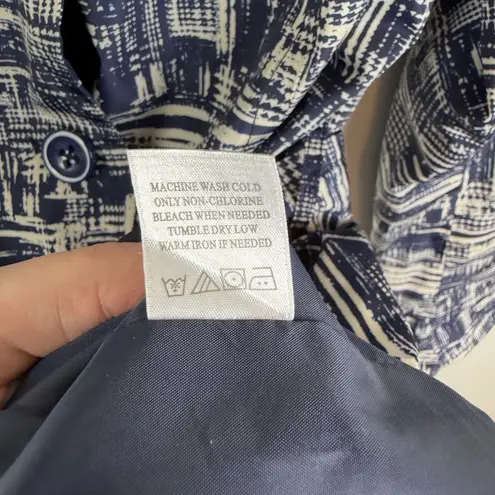 MACHINE WASH COLD
ONLY NON-CHLORINE
BLEACH WHEN NEEDED
TUMBLE DRY LOW
WARM IRON IF NEEDED